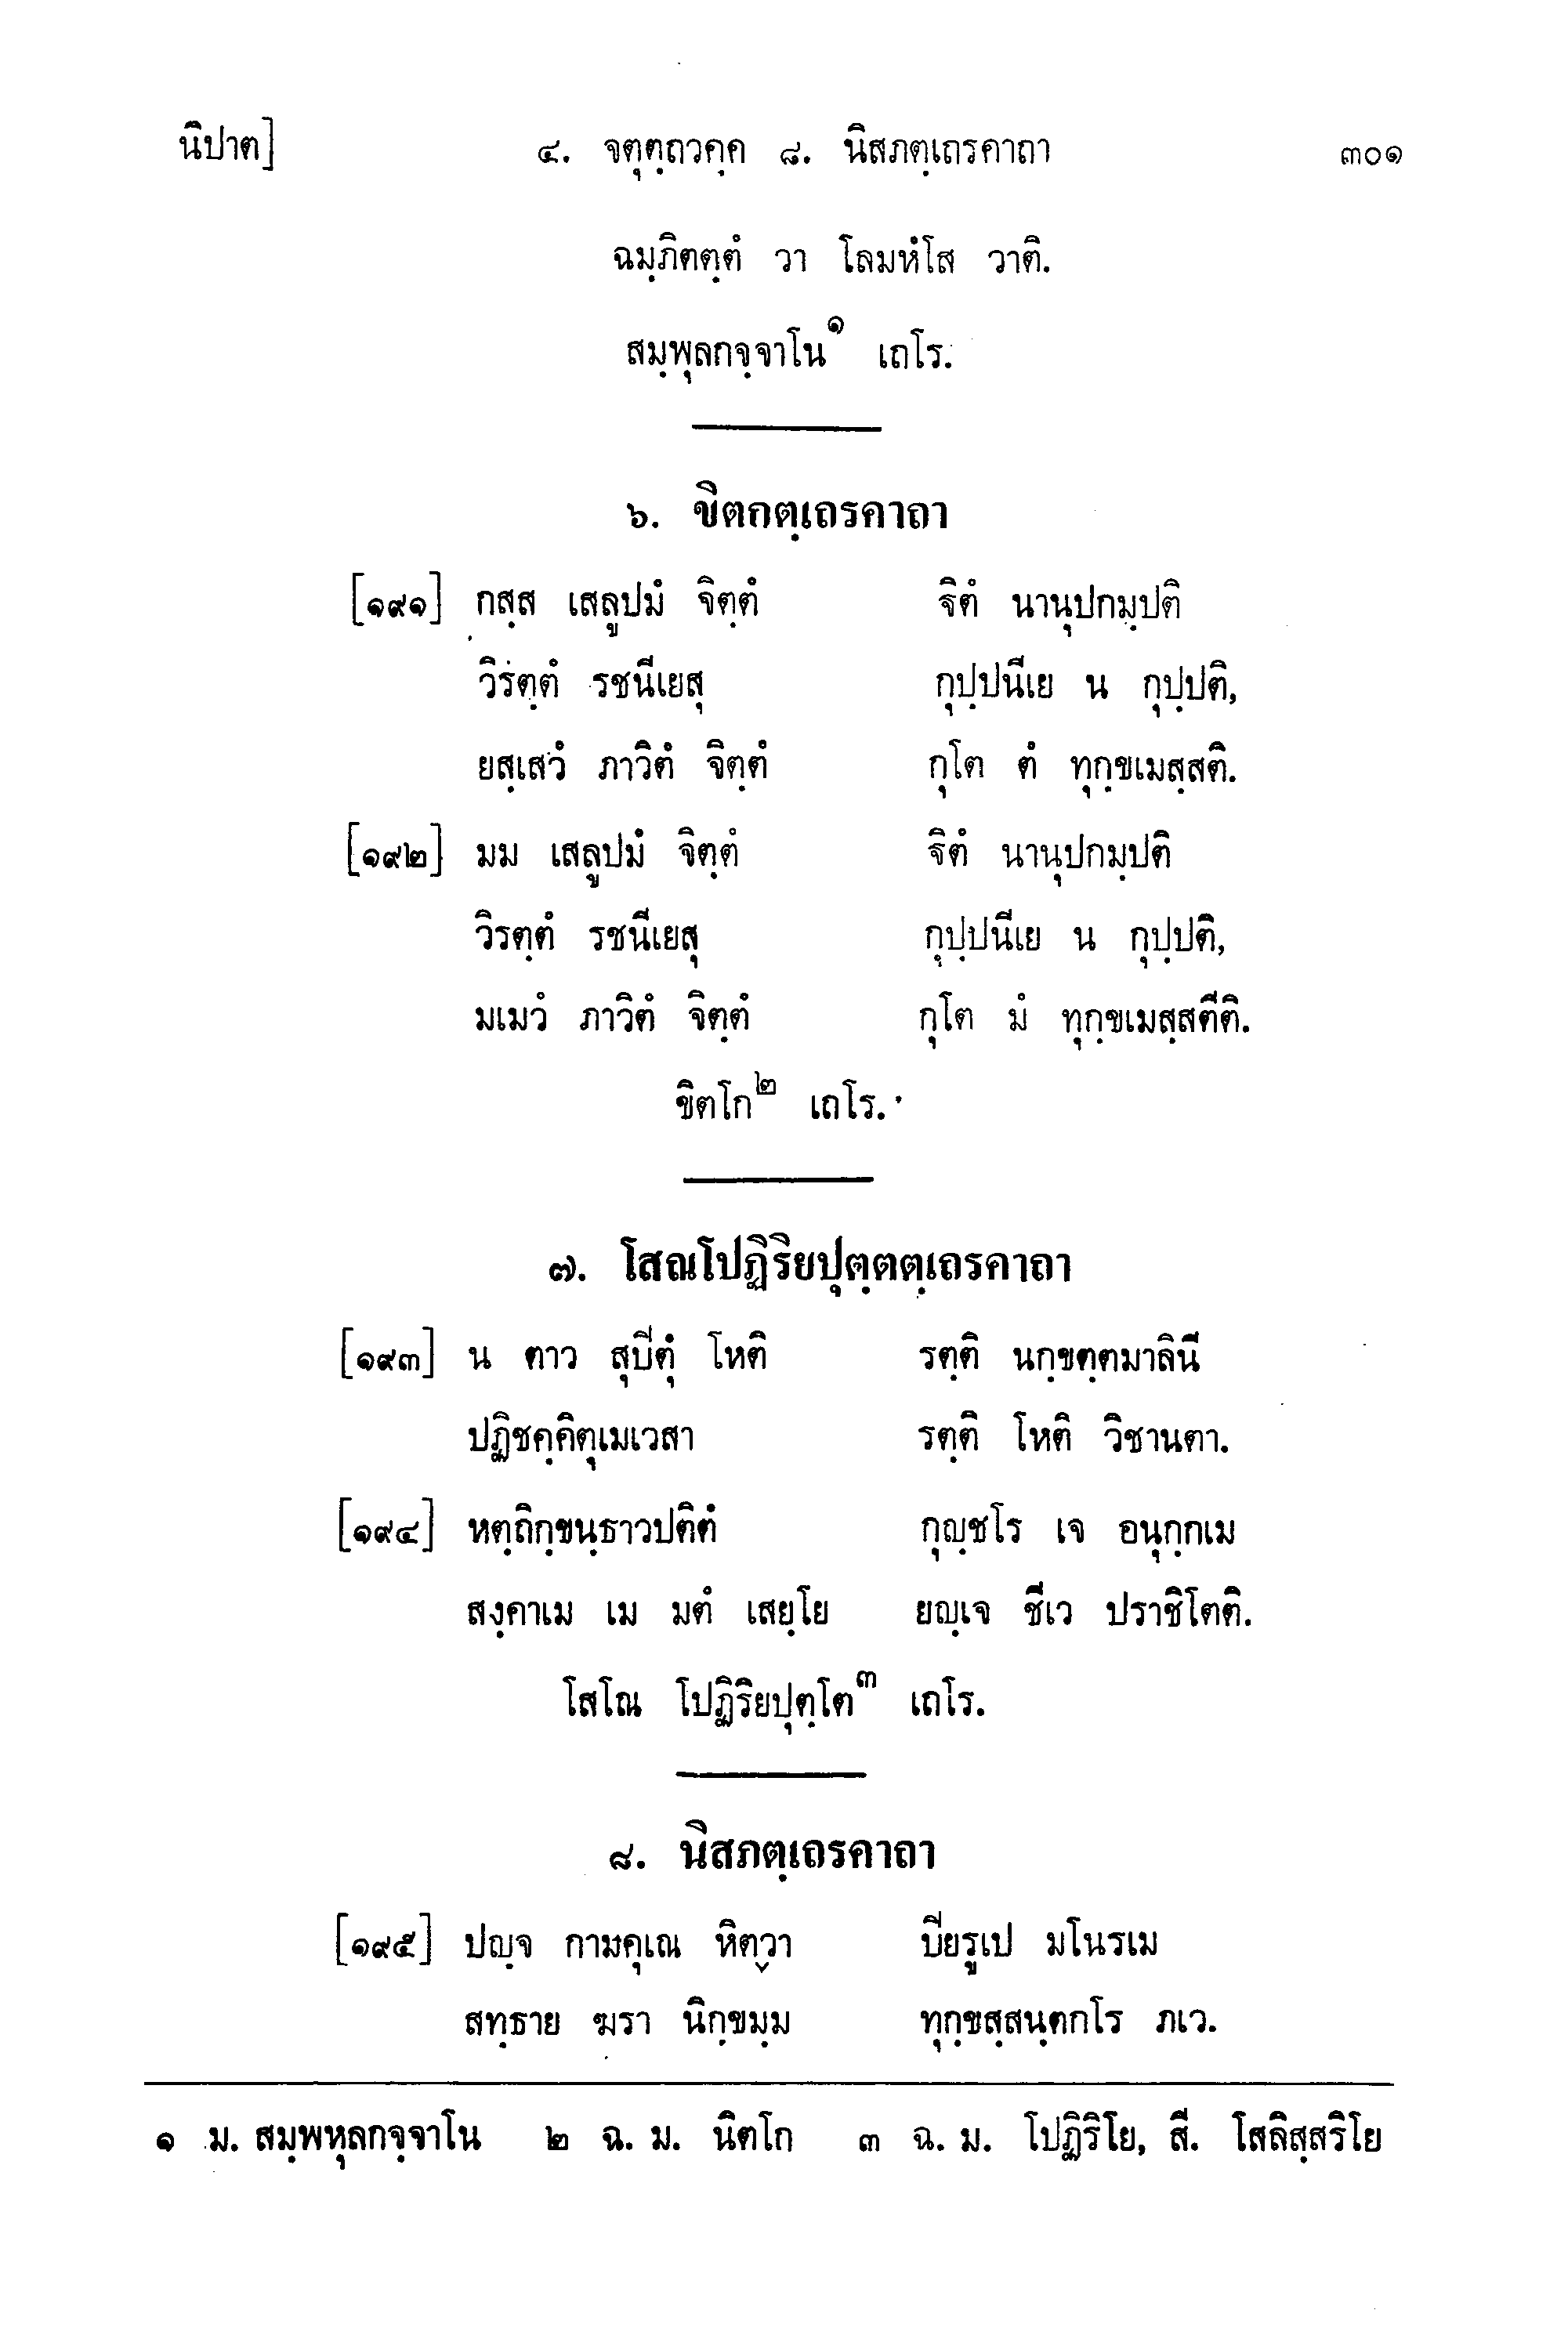 นิปาต] ๔. จตุตฺถวคฺค ๘. นิสภตฺเถรคาถา ๓๐๑
ฉมฺภิตตฺตํ วา โลมหํโส วาติ.
สมฺพุลกจฺจาโน๑ เถโร.
๖. ขิตกตฺเถรคาถา
[๑๙๑] กสฺส เสลูปมํ จิตฺตํ ฐิตํ นานุปกมฺปติ
วิรตฺตํ รชนีเยสุ กุปฺปนีเย น กุปฺปติ,
ยสฺเสวํ ภาวิตํ จิตฺตํ กุโต ตํ ทุกฺขเมสฺสติ.
[๑๙๒] มม เสลูปมํ จิตฺตํ ฐิตํ นานุปกมฺปติ
วิรตฺตํ รชนีเยสุ กุปฺปนีเย น กุปฺปติ,
มเมวํ ภาวิตํ จิตฺตํ กุโต มํ ทุกฺขเมสฺสตีติ.
ขิตโก๒ เถโร.
๗. โสณโปฏิริยปุตฺตตฺเถรคาถา
[๑๙๓] น ตาว สุปิตุํ โหติ รตฺติ นกฺขตฺตมาลินี
ปฏิชคฺคิตุเมเวสา รตฺติ โหติ วิชานตา.
[๑๙๔] หตฺถิกฺขนฺธาวปติตํ กุญฺชโร เจ อนุกฺกเม
สงฺคาเม เม มตํ เสยฺโย ยญฺเจ ชีเว ปราชิโตติ.
โสโณ โปฏิริยปุตฺโต๓ เถโร.
๘. นิสภตฺเถรคาถา
[๑๙๕] ปญฺจ กามคุเณ หิตฺวา ปิยรูเป มโนรเม
สทฺธาย ฆรา นิกฺขมฺม ทุกฺขสฺสนฺตกโร ภเว.
๑ ม. สมฺพหุลกจฺจาโน ๒ ฉ. ม. นิตโก ๓ ฉ. ม. โปฏิริโย, สี. โสลิสฺสริโย